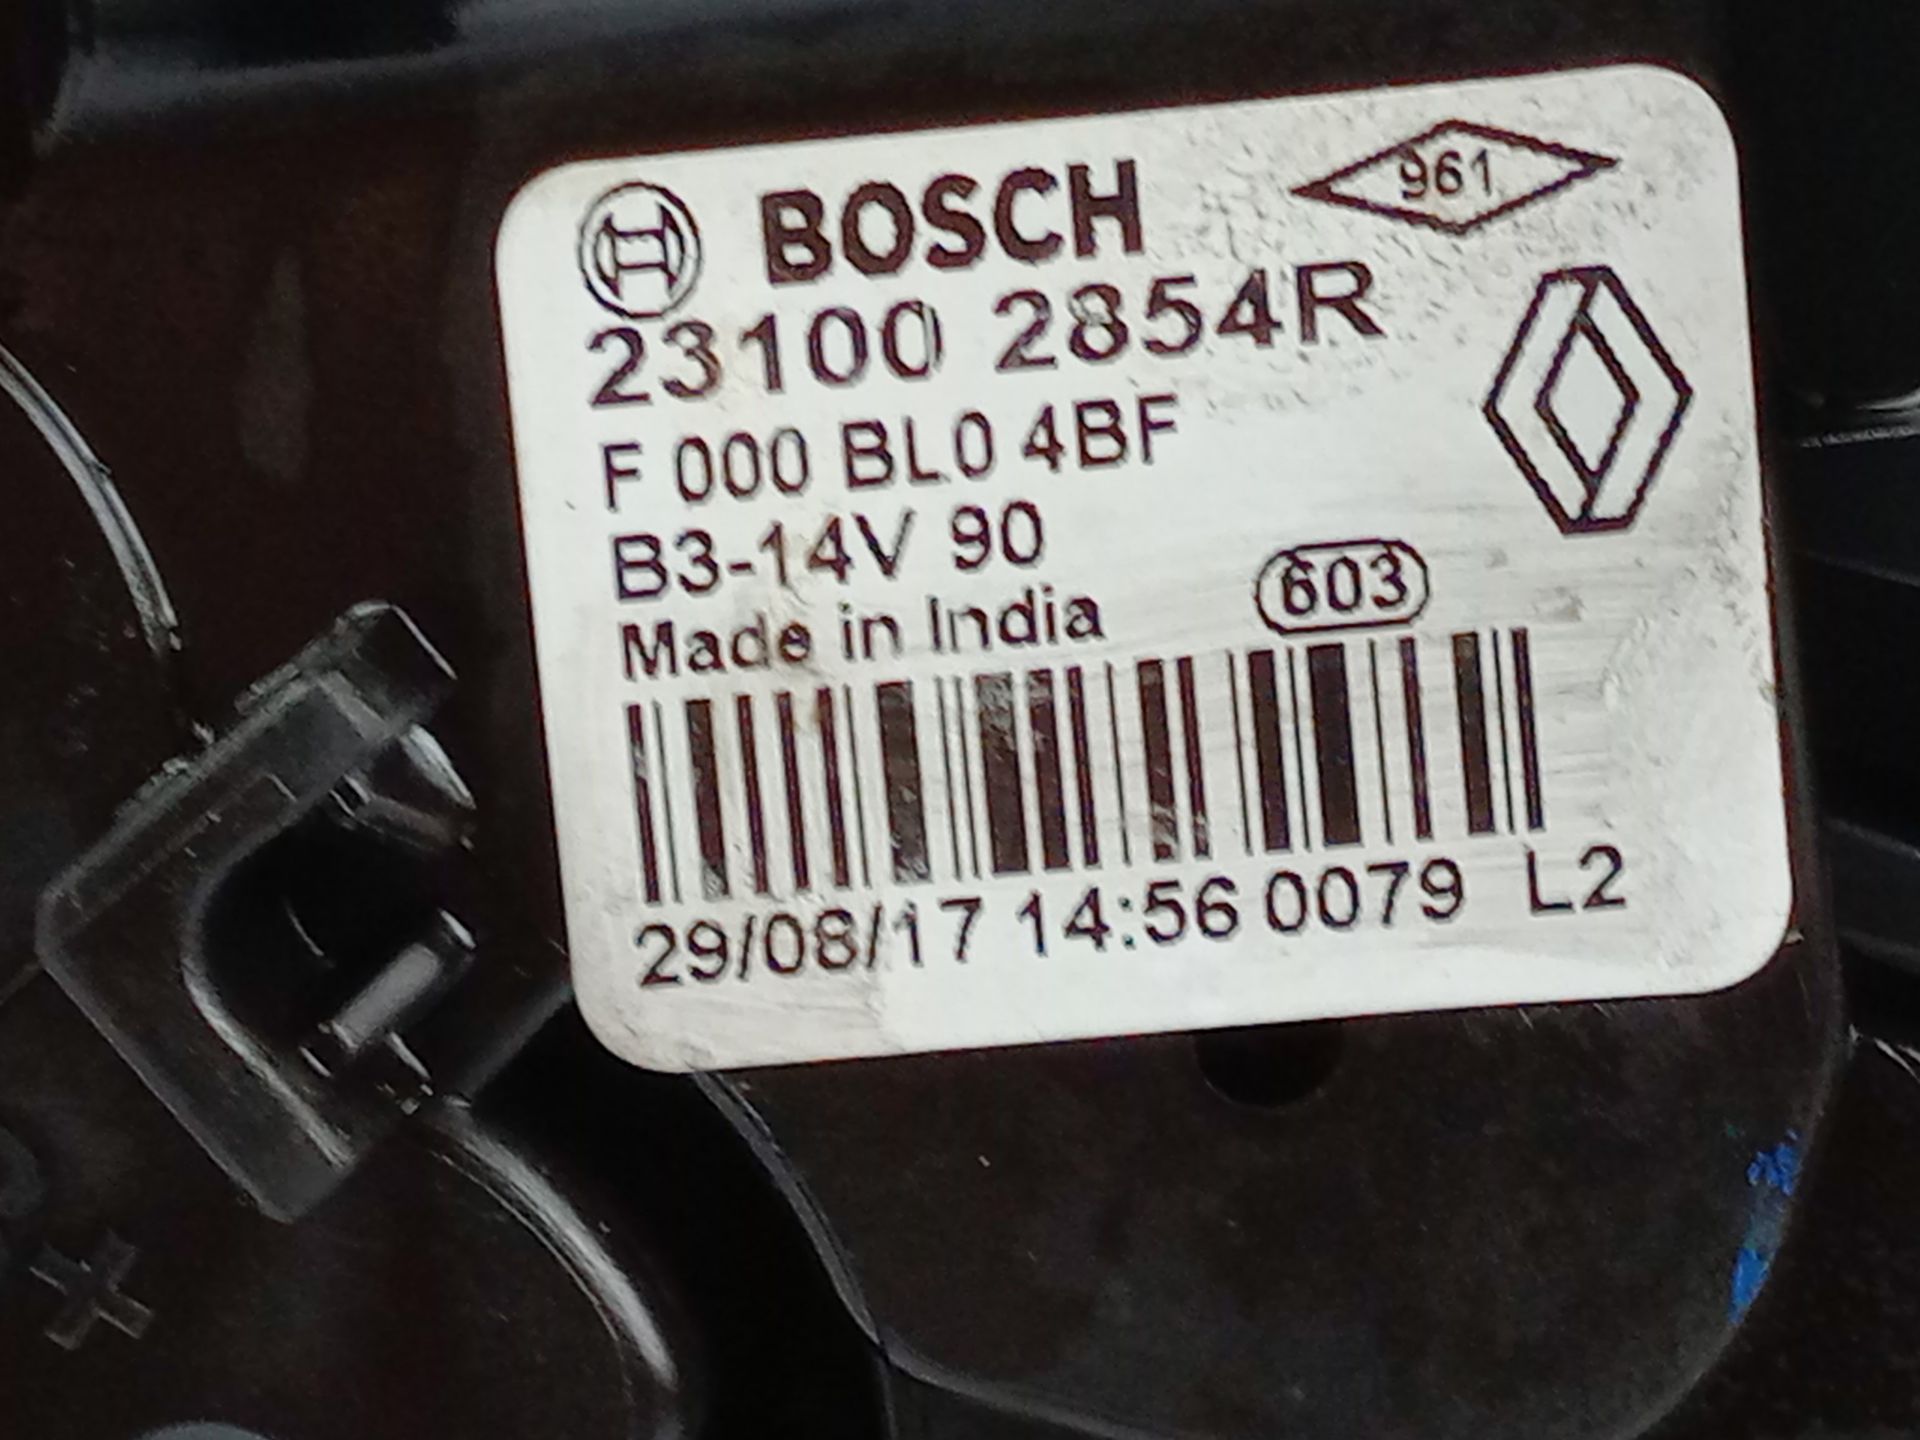 BOSCH 961
23100 2854R
F 000 BL0 4BF
B3-14V 90
Made in India 603
29/08/17 14:56 0079 L2